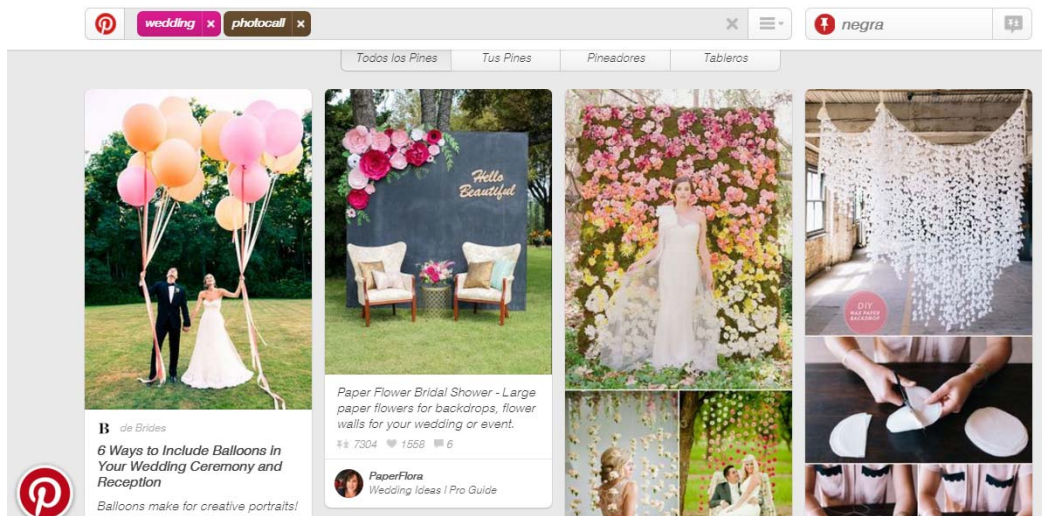 wedding x photocall x
negra
Todos los Pines Tus Pines Pineadores Tableros
B de Brides
6 Ways to Include Balloons in
Your Wedding Ceremony and
Reception
Balloons make for creative portraits!
Hello
Beautiful
Paper Flower Bridal Shower - Large
paper flowers for backdrops, flower
walls for your wedding or event.
7304 1558 6
PaperFlora
Wedding Ideas | Pro Guide
DIY
WAX PAPER
BACKDROP